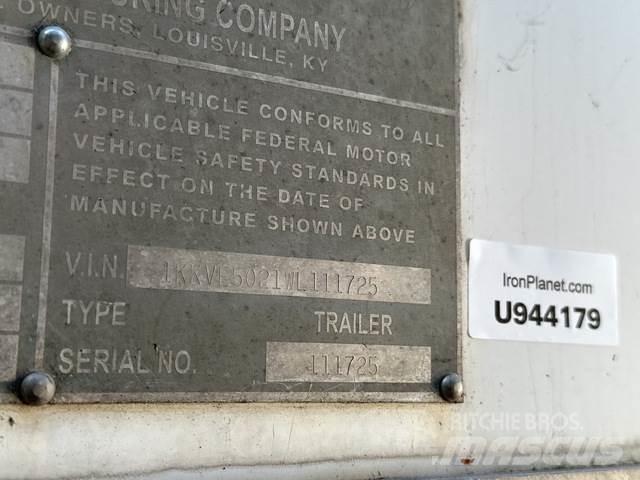 COMPANY
OWNERS, LOUISVILLE, KY
THIS VEHICLE CONFORMS TO ALL
APPLICABLE FEDERAL MOTOR
VEHICLE SAFETY STANDARDS IN
EFFECT ON THE DATE OF
MANUFACTURE SHOWN ABOVE
V.I.N. 1KKVE5021WL111725
TYPE TRAILER
SERIAL NO. 111725
IronPlanet.com
U944179
RITCHIE BROS.
MASCUS